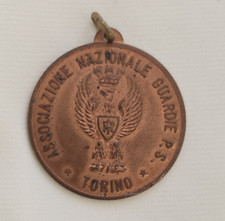 ASSOCIAZIONE NAZIONALE GUARDIE P.S.
TORINO